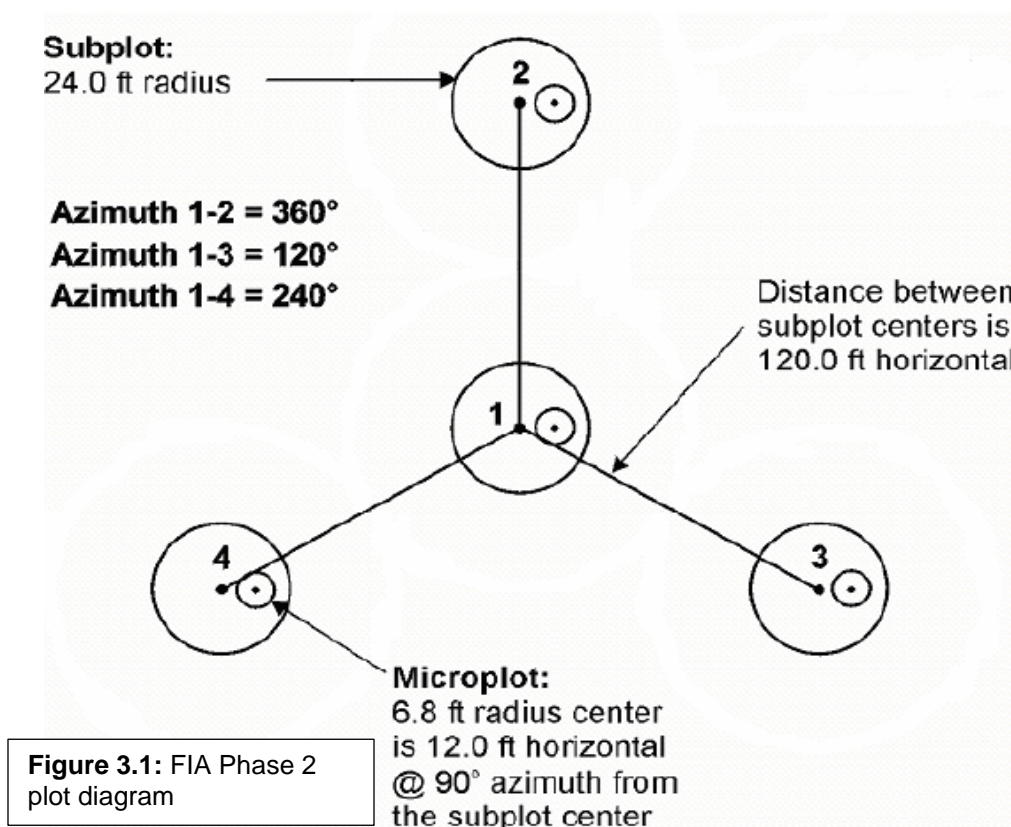 Subplot:
24.0 ft radius
2
Azimuth 1-2 = 360°
Azimuth 1-3 = 120°
Azimuth 1-4 = 240°
Distance between
subplot centers is
120.0 ft horizontal
1
4
3
Microplot:
6.8 ft radius center
is 12.0 ft horizontal
@ 90° azimuth from
the subplot center
Figure 3.1: FIA Phase 2
plot diagram